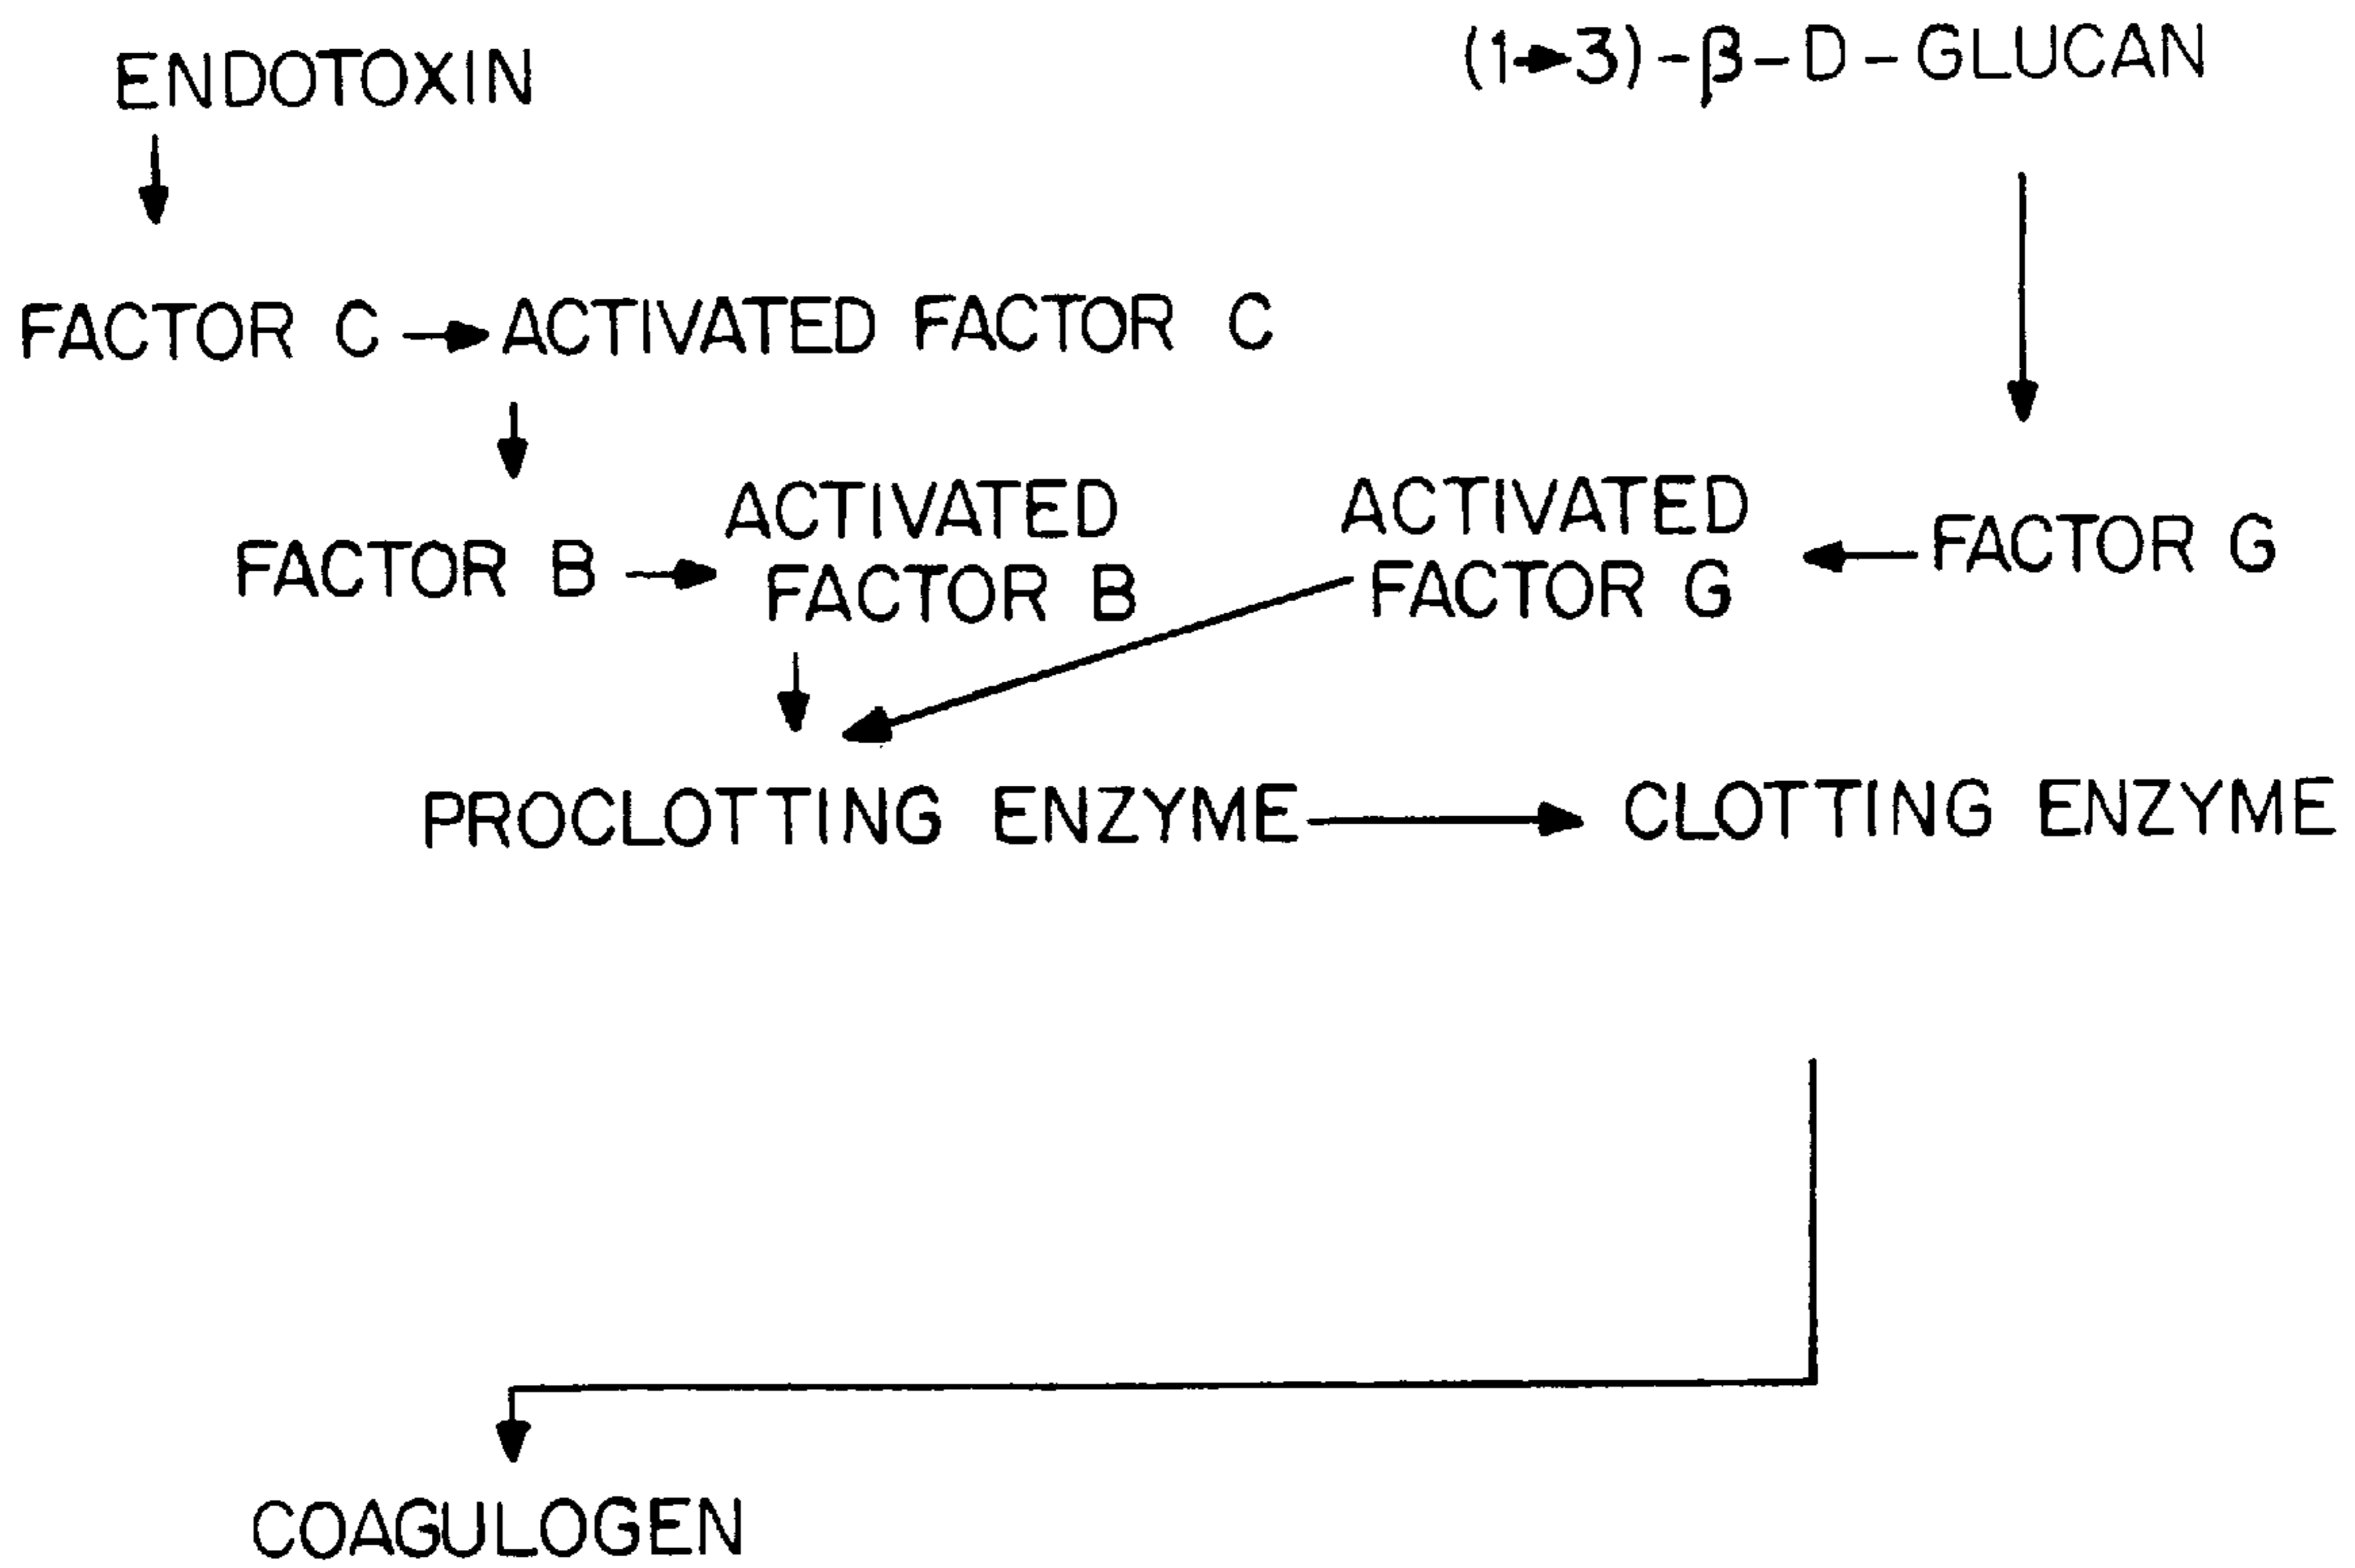 ENDOTOXIN
(1→3)-β-D-GLUCAN
FACTOR C
ACTIVATED FACTOR C
FACTOR B
ACTIVATED
FACTOR B
ACTIVATED
FACTOR G
FACTOR G
PROCLOTTING ENZYME
CLOTTING ENZYME
COAGULOGEN